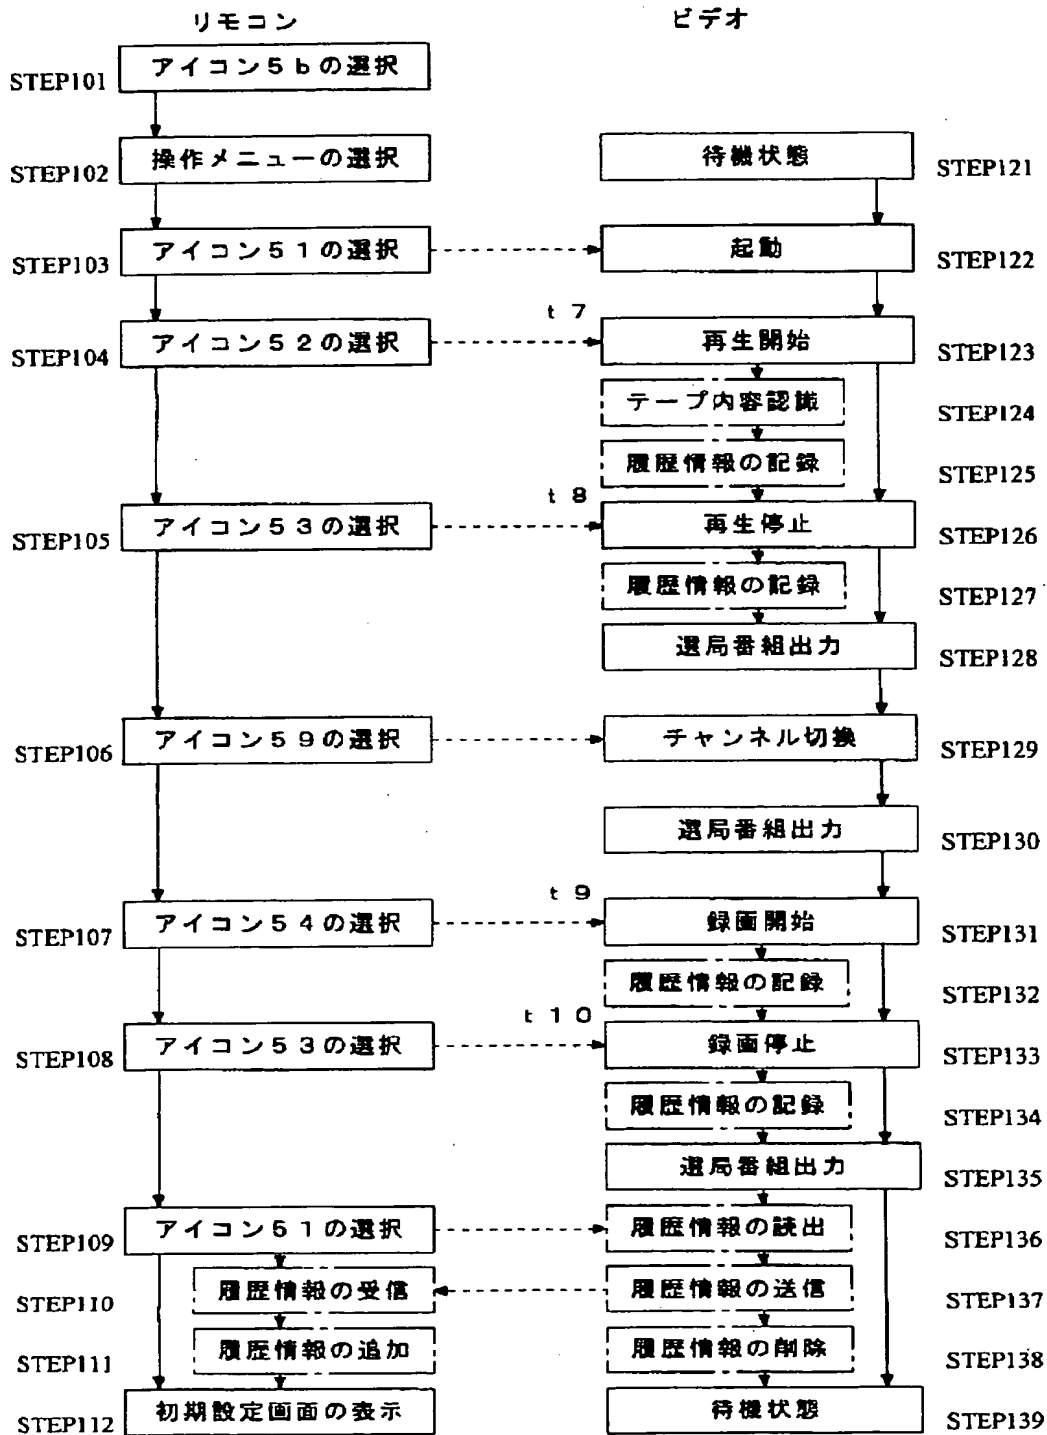 リモコン
ビデオ
STEP101
アイコン5bの選択
STEP102
操作メニューの選択
待機状態
STEP121
STEP103
アイコン51の選択
起動
STEP122
t7
STEP104
アイコン52の選択
再生開始
STEP123
テープ内容認識
STEP124
履歴情報の記録
STEP125
t8
STEP105
アイコン53の選択
再生停止
STEP126
履歴情報の記録
STEP127
選局番組出力
STEP128
STEP106
アイコン59の選択
チャンネル切換
STEP129
選局番組出力
STEP130
t9
STEP107
アイコン54の選択
録画開始
STEP131
履歴情報の記録
STEP132
t10
STEP108
アイコン53の選択
録画停止
STEP133
履歴情報の記録
STEP134
選局番組出力
STEP135
STEP109
アイコン51の選択
履歴情報の読出
STEP136
STEP110
履歴情報の受信
履歴情報の送信
STEP137
STEP111
履歴情報の追加
履歴情報の削除
STEP138
STEP112
初期設定画面の表示
待機状態
STEP139